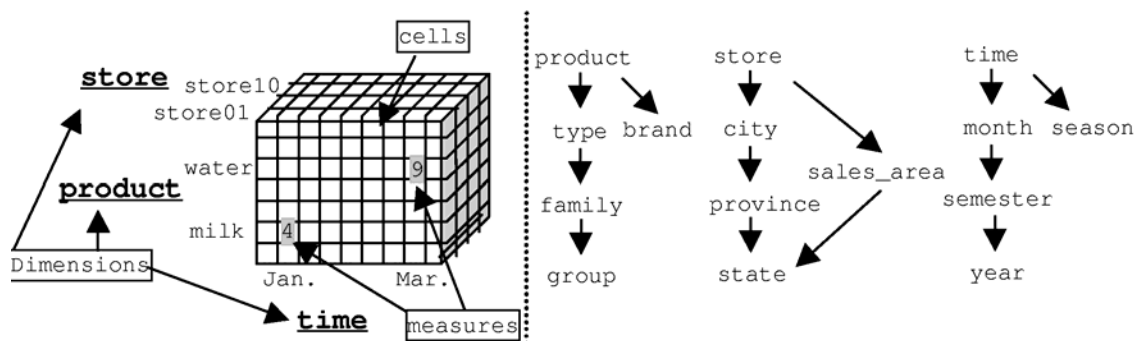 cells
store
store10
store01
water
9
product
milk
4
Dimensions
Jan.
Mar.
time
measures
product
store
time
type
brand
city
month
season
sales_area
family
province
semester
group
state
year